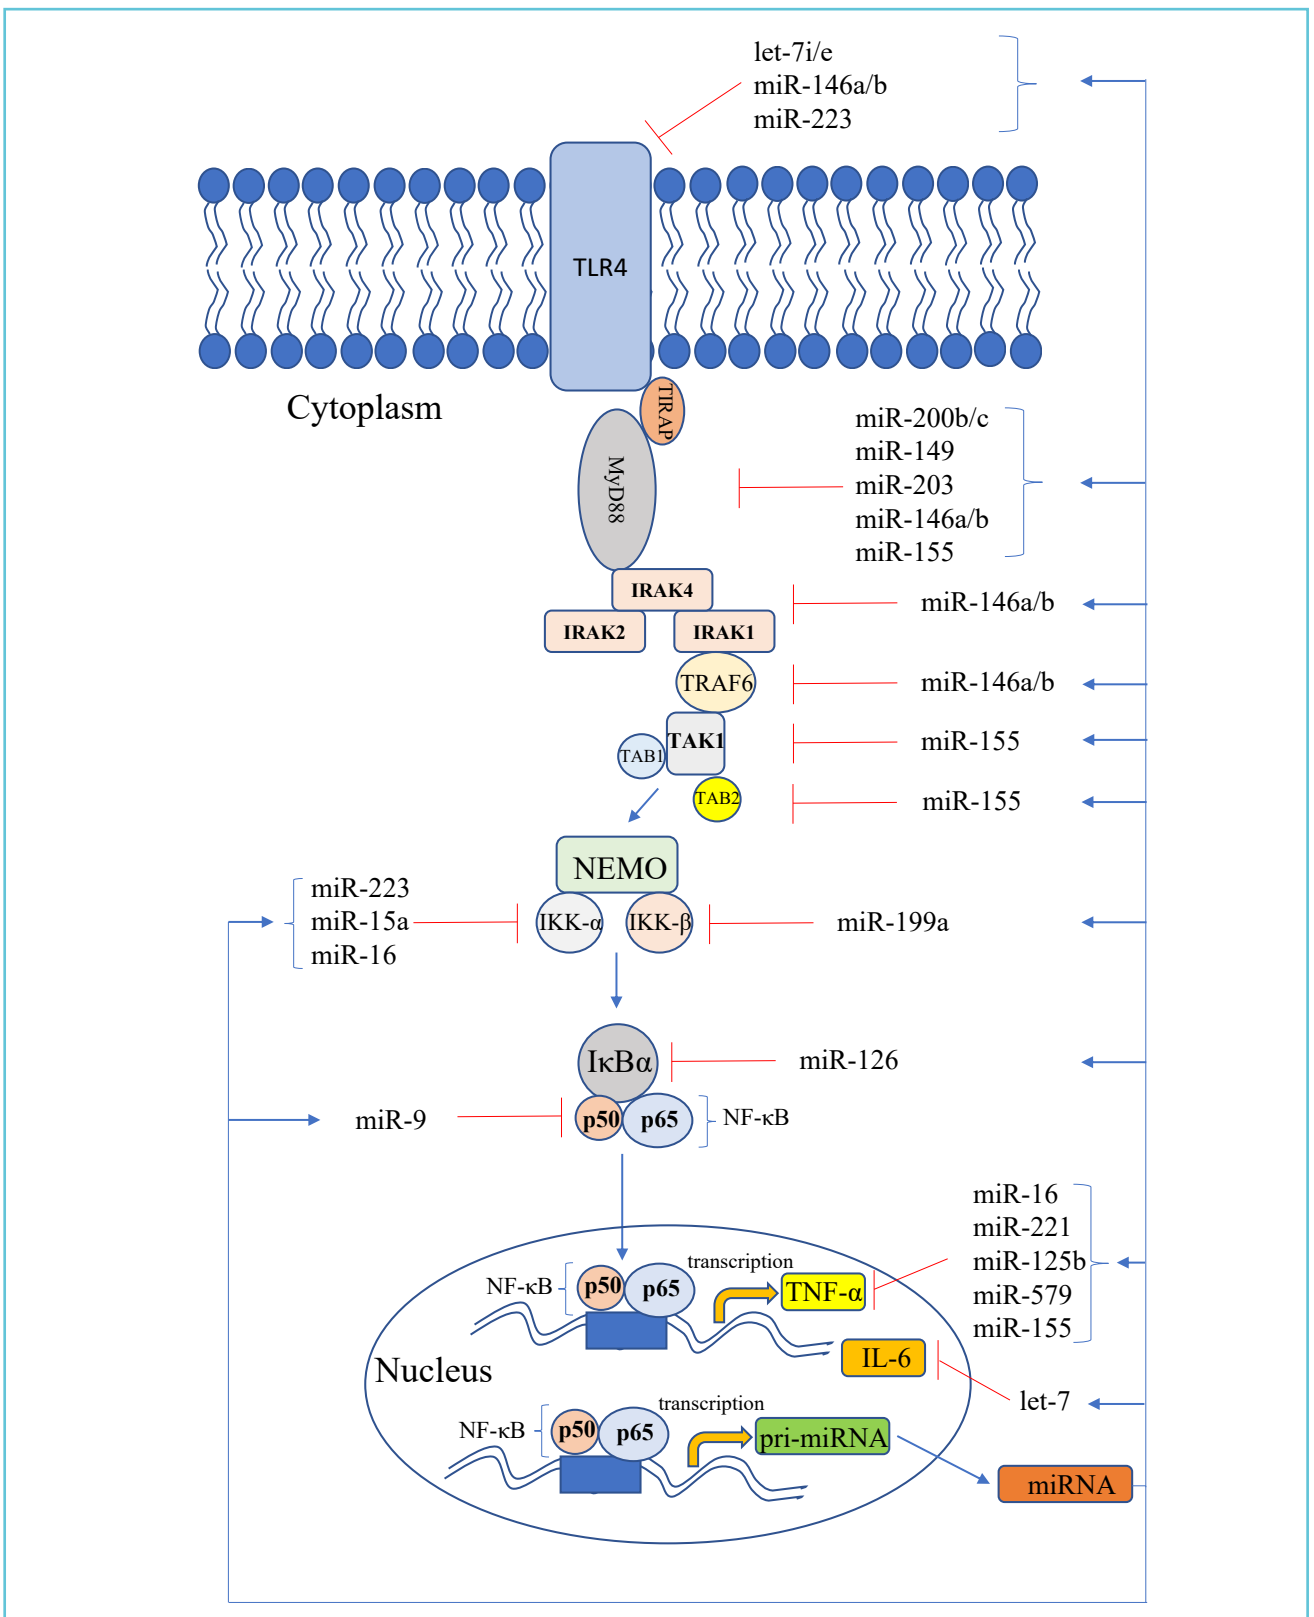 let-7i/e
miR-146a/b
miR-223
TLR4
Cytoplasm
TIRAP
MyD88
miR-200b/c
miR-149
miR-203
miR-146a/b
miR-155
IRAK4
IRAK2
IRAK1
miR-146a/b
TRAF6
miR-146a/b
TAK1
miR-155
TAB1
TAB2
miR-155
NEMO
miR-223
miR-15a
miR-16
IKK-α
IKK-β
miR-199a
IκBα
miR-126
miR-9
p50
p65
NF-κB
miR-16
miR-221
miR-125b
miR-579
miR-155
NF-κB
p50
p65
transcription
TNF-α
IL-6
Nucleus
let-7
NF-κB
p50
p65
transcription
pri-miRNA
miRNA